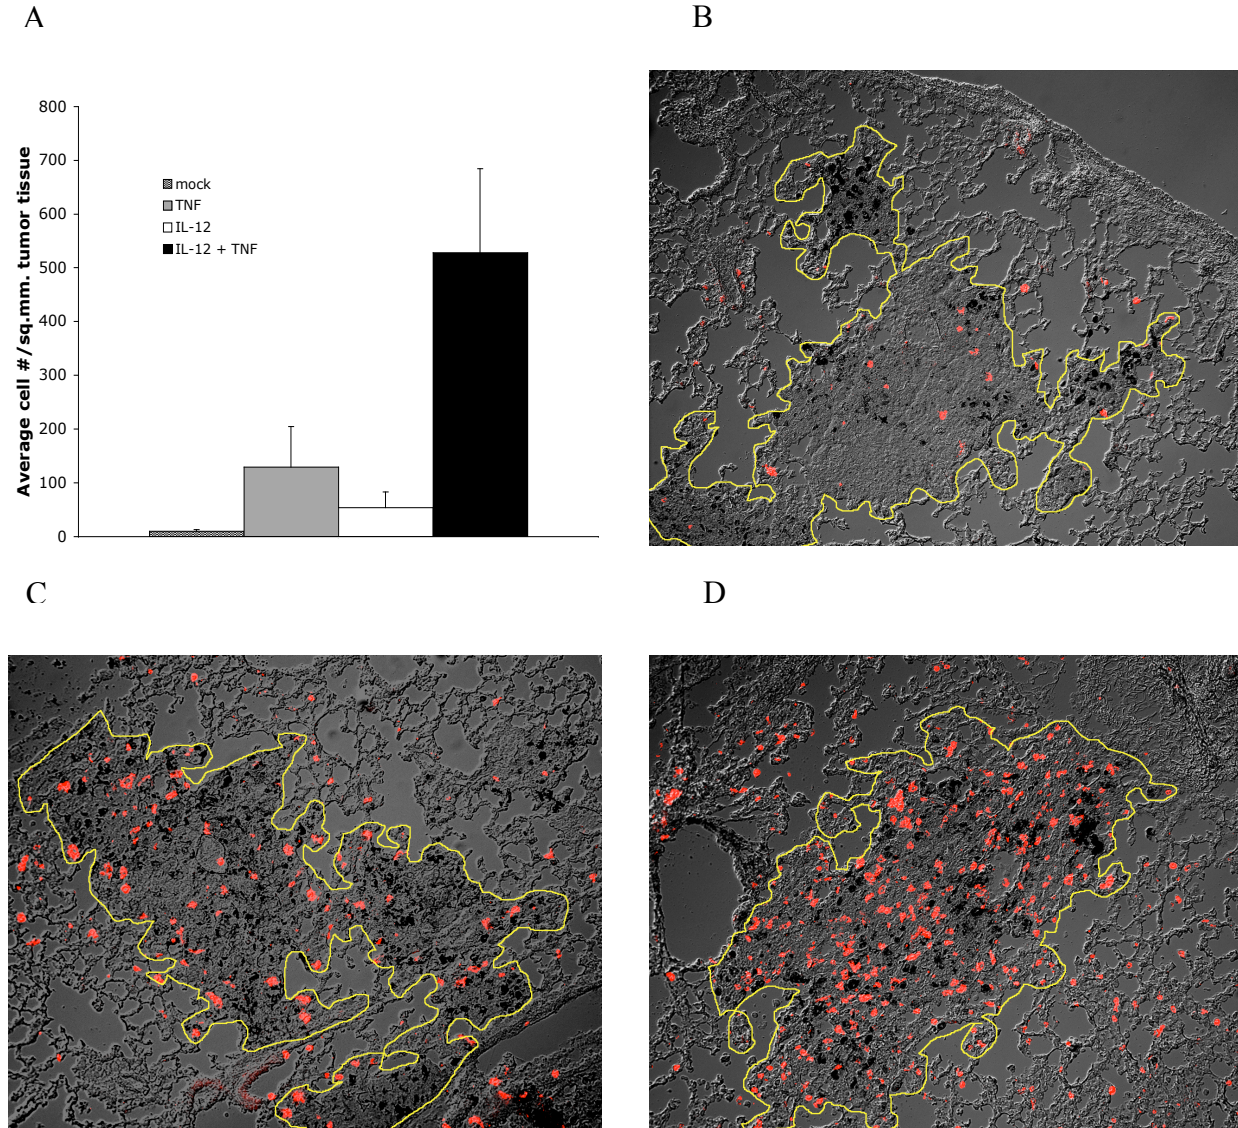 A
B
800
700
600
500
400
300
200
100
0
Average cell #/sq.mm. tumor tissue
mock
TNF
IL-12
IL-12 + TNF
C
D